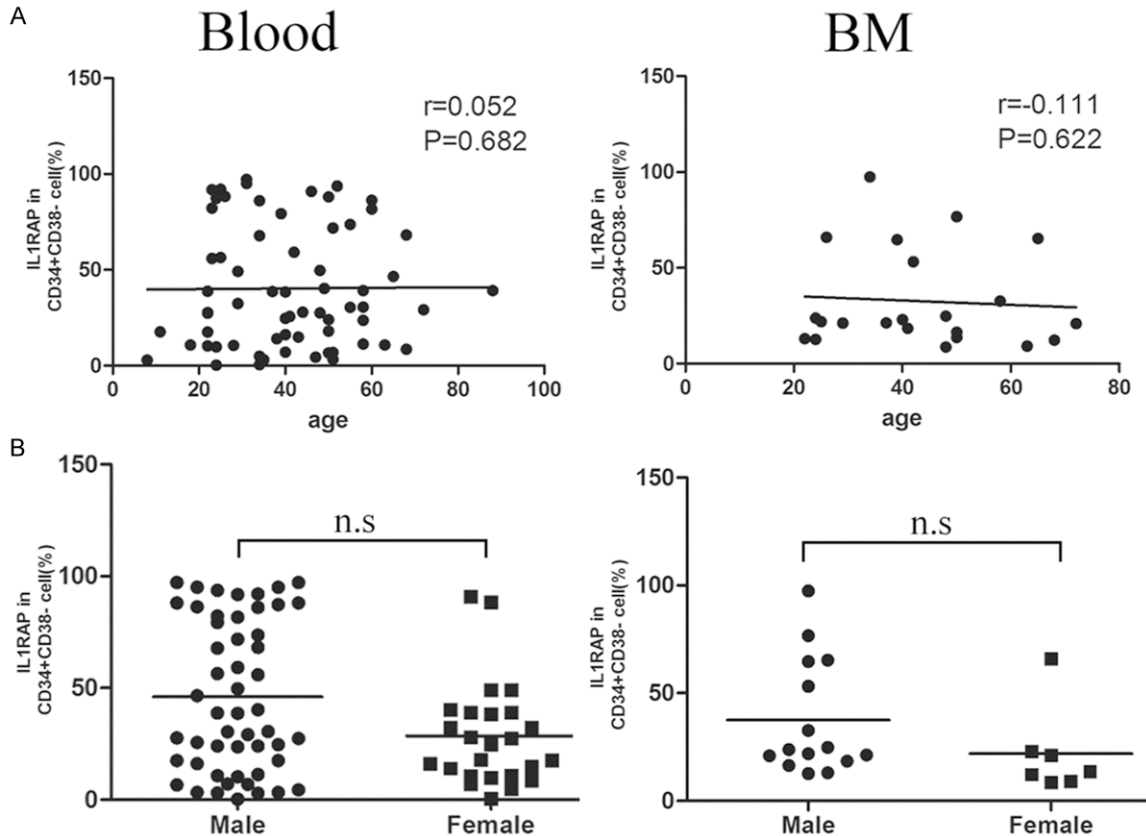 A
Blood
BM
IL1RAP in
CD34+CD38- cell(%)
150
100
50
0
r=0.052
P=0.682
0
20
40
60
80
100
age
IL1RAP in
CD34+CD38- cell(%)
150
100
50
0
r=-0.111
P=0.622
0
20
40
60
80
age
B
IL1RAP in
CD34+CD38- cell(%)
150
100
50
0
n.s
Male
Female
IL1RAP in
CD34+CD38- cell(%)
150
100
50
0
n.s
Male
Female